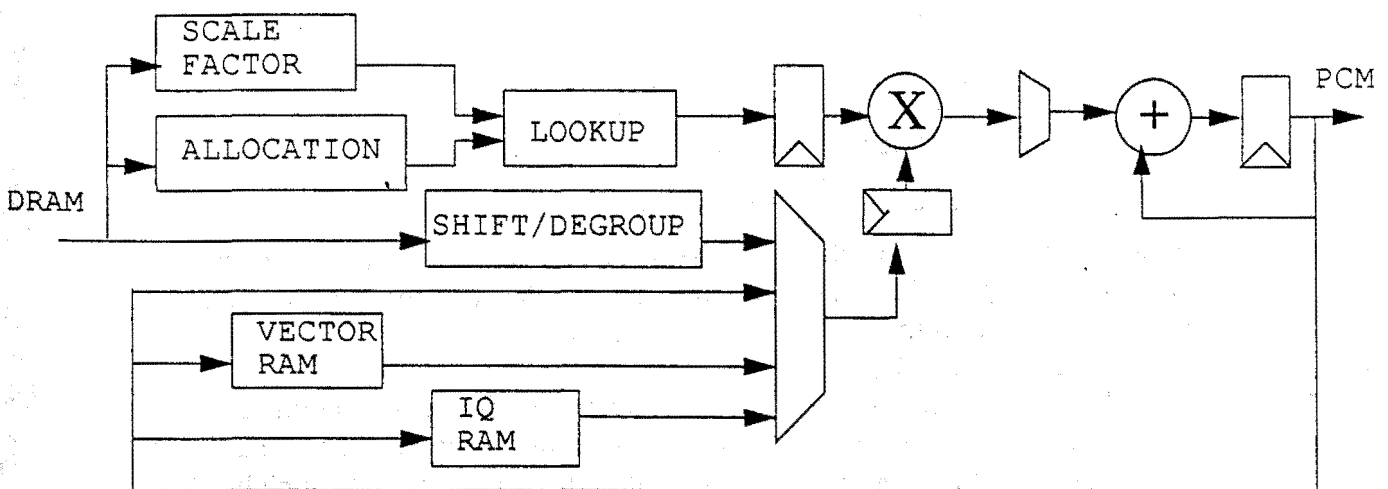 SCALE
FACTOR
PCM
LOOKUP
X
+
ALLOCATION
DRAM
SHIFT/DEGROUP
VECTOR
RAM
IQ
RAM